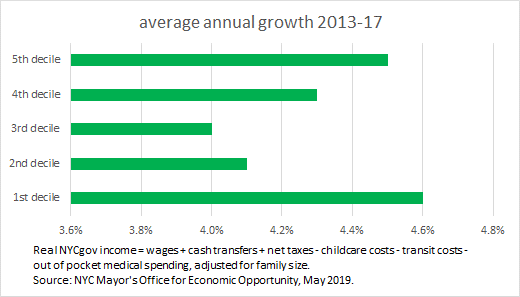 average annual growth 2013-17
5th decile
4th decile
3rd decile
2nd decile
1st decile
3.6% 3.8% 4.0% 4.2% 4.4% 4.6% 4.8%
Real NYCgov income = wages + cash transfers + net taxes - childcare costs - transit costs -
out of pocket medical spending, adjusted for family size.
Source: NYC Mayor's Office for Economic Opportunity, May 2019.